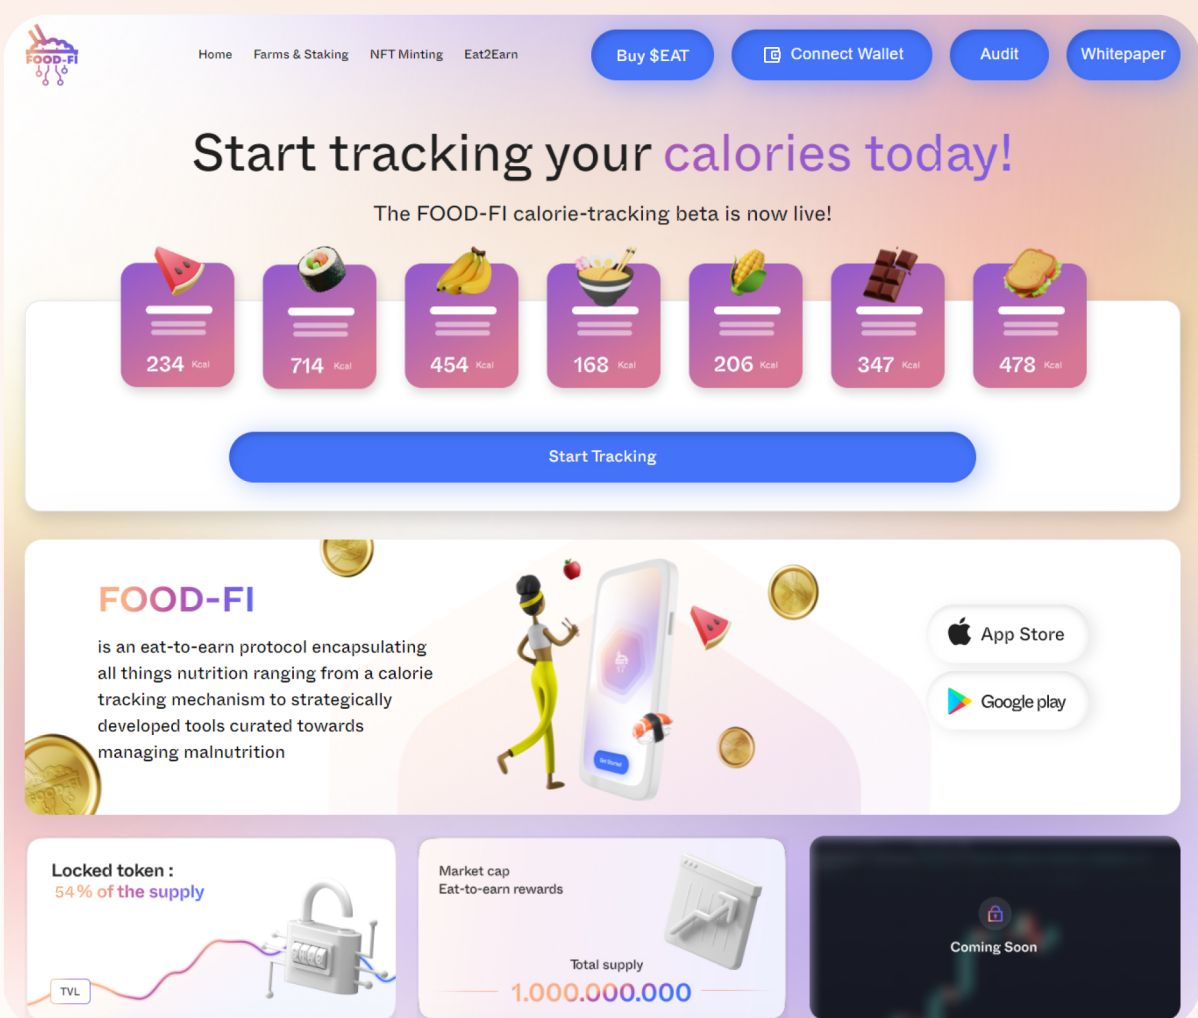 FOOD-FI
Home
Farms & Staking
NFT Minting
Eat2Earn
Buy $EAT
Connect Wallet
Audit
Whitepaper
Start tracking your calories today!
The FOOD-FI calorie-tracking beta is now live!
234 Kcal
714 Kcal
454 Kcal
168 Kcal
206 Kcal
347 Kcal
478 Kcal
Start Tracking
FOOD-FI
is an eat-to-earn protocol encapsulating
all things nutrition ranging from a calorie
tracking mechanism to strategically
developed tools curated towards
managing malnutrition
Get Started
App Store
Google play
Locked token :
54% of the supply
TVL
Market cap
Eat-to-earn rewards
Total supply
1.000.000.000
Coming Soon